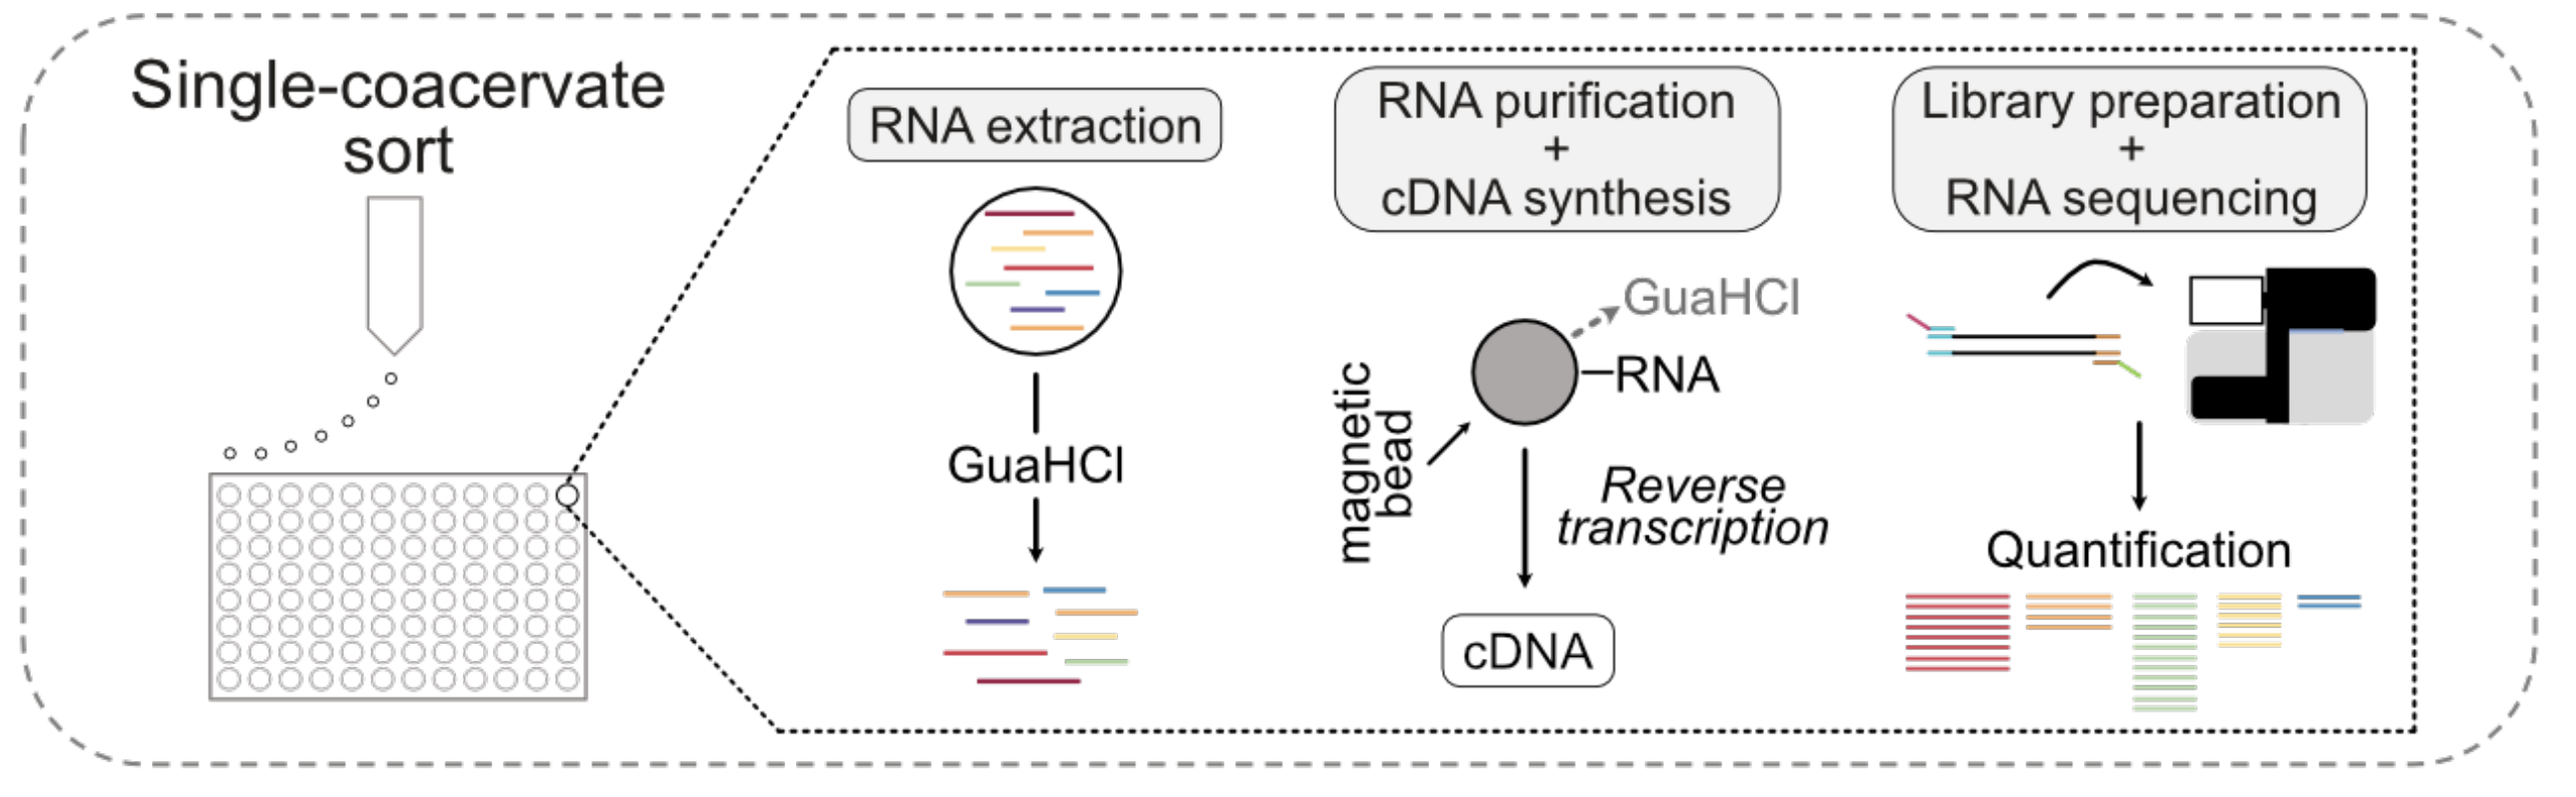 Single-coacervate
sort
RNA extraction
GuaHCl
RNA purification
+
cDNA synthesis
GuaHCl
RNA
magnetic
bead
Reverse
transcription
cDNA
Library preparation
+
RNA sequencing
Quantification